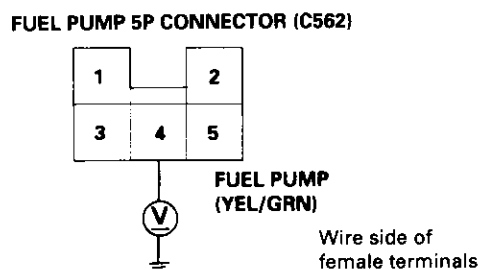 FUEL PUMP 5P CONNECTOR (C562)
1 2
3 4 5
FUEL PUMP
(YEL/GRN)
V
Wire side of
female terminals